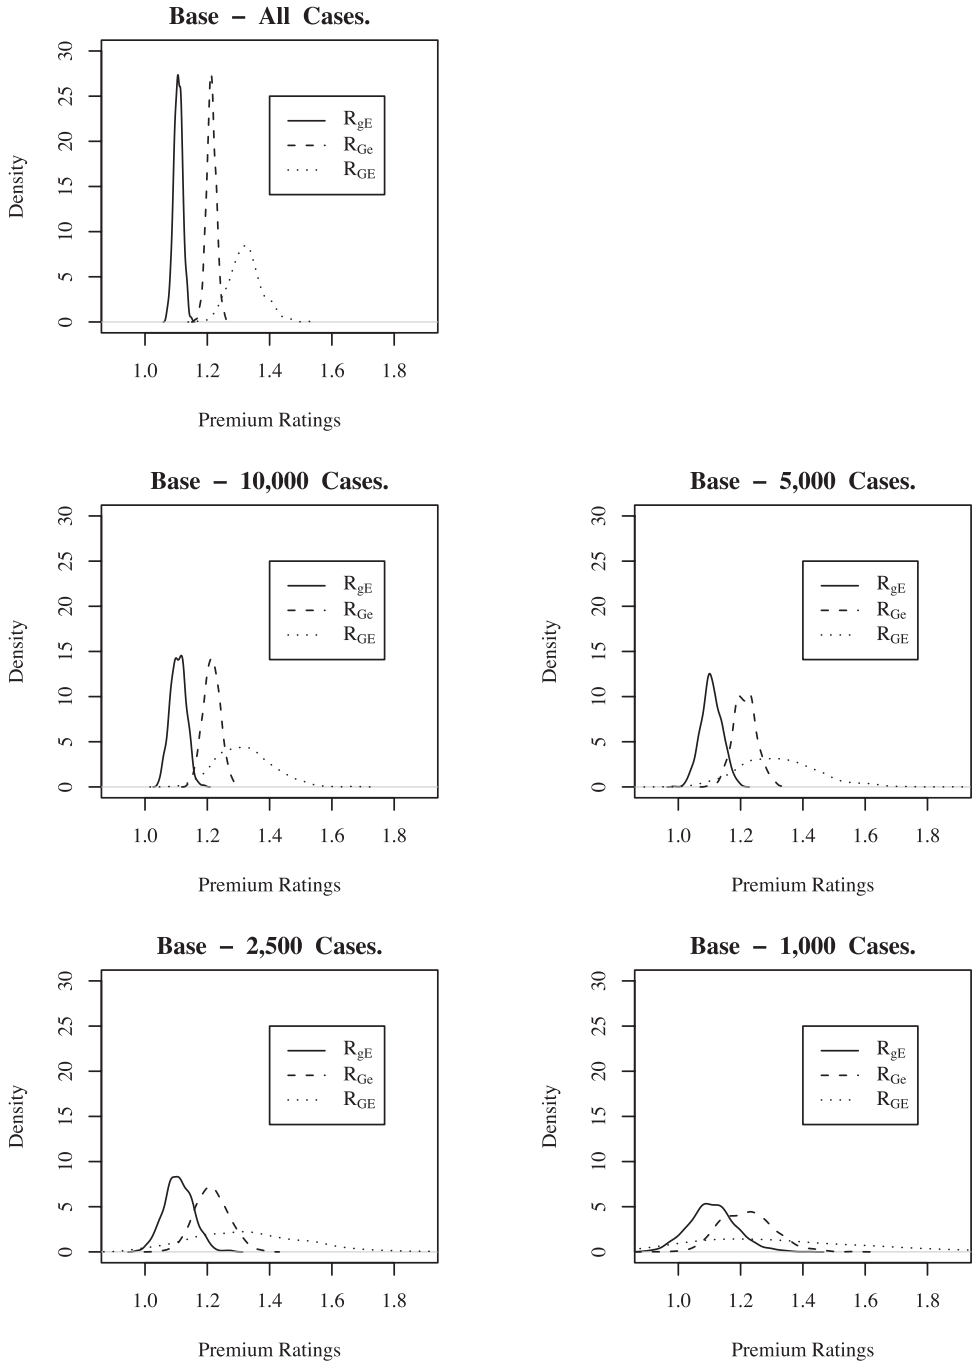 Base – All Cases.
30
25
20
15
10
5
0
Density
R_gE
R_Ge
R_GE
1.0 1.2 1.4 1.6 1.8
Premium Ratings
Base – 10,000 Cases.
30
25
20
15
10
5
0
Density
R_gE
R_Ge
R_GE
1.0 1.2 1.4 1.6 1.8
Premium Ratings
Base – 5,000 Cases.
30
25
20
15
10
5
0
Density
R_gE
R_Ge
R_GE
1.0 1.2 1.4 1.6 1.8
Premium Ratings
Base – 2,500 Cases.
30
25
20
15
10
5
0
Density
R_gE
R_Ge
R_GE
1.0 1.2 1.4 1.6 1.8
Premium Ratings
Base – 1,000 Cases.
30
25
20
15
10
5
0
Density
R_gE
R_Ge
R_GE
1.0 1.2 1.4 1.6 1.8
Premium Ratings